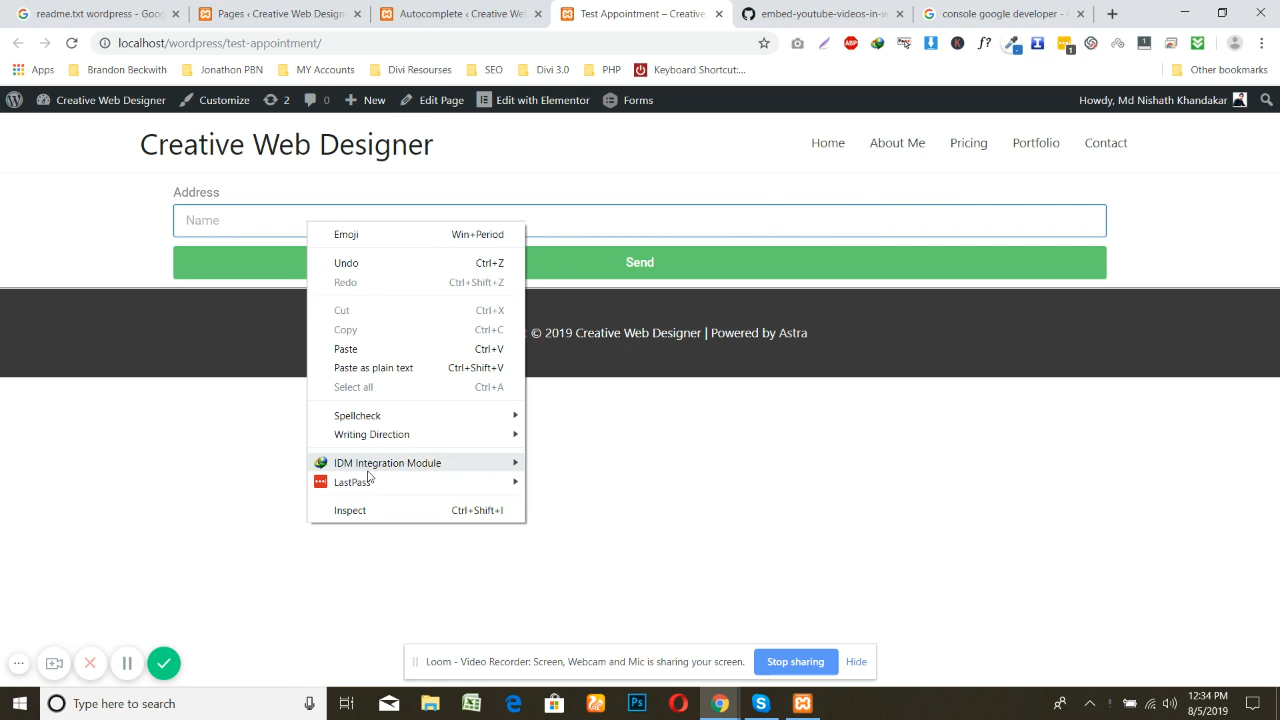 readme.txt wordpress - Goo
Pages ‹ Creative Web Design
Autocomplete ‹ Creative Web
Test Appointment – Creative
embed-youtube-videos-in-w
console google developer - G
localhost/wordpress/test-appointment/
Apps
Brandon Beckwith
Jonathon PBN
MY Accounts
Divi Resourses
SEO
Divi 3.0
PHP
Keyboard Shortcut:...
Other bookmarks
Creative Web Designer
Customize
2
0
New
Edit Page
Edit with Elementor
Forms
Howdy, Md Nishath Khandakar
Creative Web Designer
Home
About Me
Pricing
Portfolio
Contact
Address
Name
Send
Emoji Win+Period
Undo Ctrl+Z
Redo Ctrl+Shift+Z
Cut Ctrl+X
Copy Ctrl+C
Paste Ctrl+V
Paste as plain text Ctrl+Shift+V
Select all Ctrl+A
Spellcheck
Writing Direction
IDM Integration Module
LastPass
Inspect Ctrl+Shift+I
© 2019 Creative Web Designer | Powered by Astra
Loom - Video Recorder: Screen, Webcam and Mic is sharing your screen.
Stop sharing
Hide
Type here to search
12:34 PM
8/5/2019